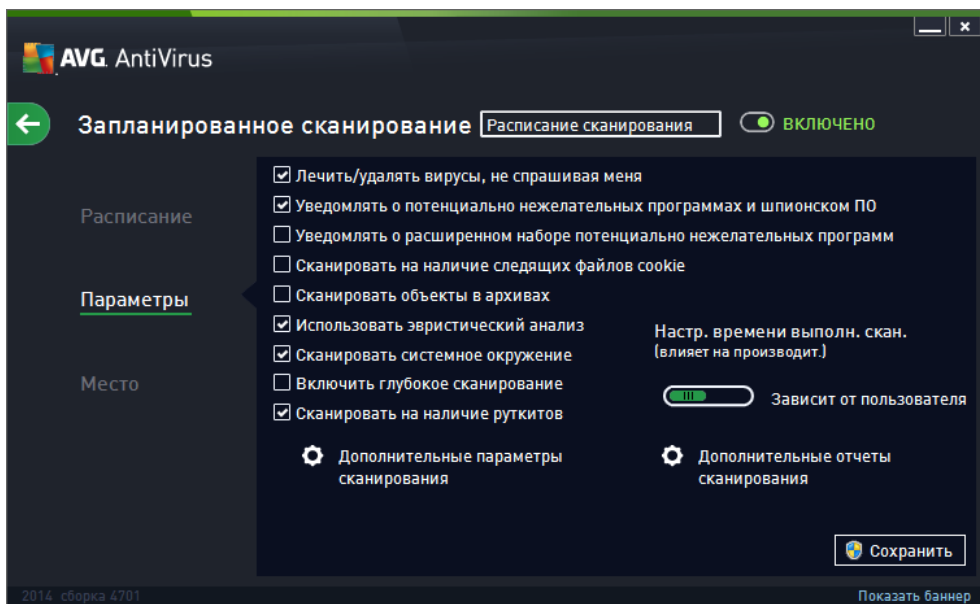 AVG. AntiVirus
Запланированное сканирование
Расписание сканирования
ВКЛЮЧЕНО
Расписание
Параметры
Место
Лечить/удалять вирусы, не спрашивая меня
Уведомлять о потенциально нежелательных программах и шпионском ПО
Уведомлять о расширенном наборе потенциально нежелательных программ
Сканировать на наличие следящих файлов cookie
Сканировать объекты в архивах
Использовать эвристический анализ
Сканировать системное окружение
Включить глубокое сканирование
Сканировать на наличие руткитов
Настр. времени выполн. скан.
(влияет на производит.)
Зависит от пользователя
Дополнительные параметры
сканирования
Дополнительные отчеты
сканирования
Сохранить
2014 сборка 4701
Показать баннер